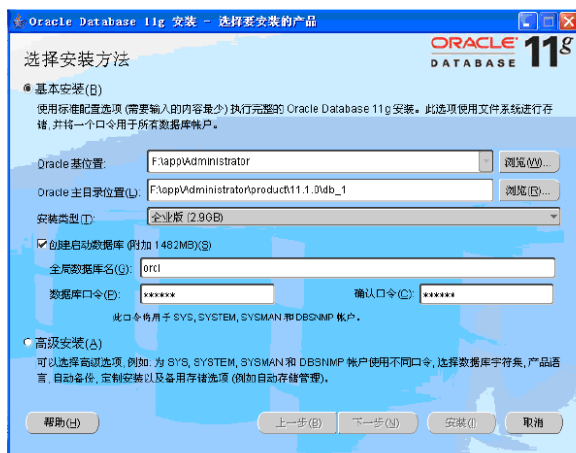 Oracle Database 11g 安装 - 选择要安装的产品
选择安装方法
ORACLE
DATABASE 11g
基本安装(B)
使用标准配置选项 (需要输入的内容最少) 执行完整的 Oracle Database 11g 安装。此选项使用文件系统进行存
储, 并将一个口令用于所有数据库帐户。
Oracle 基位置: F:\app\Administrator 浏览(W)...
Oracle 主目录位置(L): F:\app\Administrator\product\11.1.0\db_1 浏览(R)...
安装类型(T): 企业版 (2.9GB)
创建启动数据库 (附加 1482MB)(S)
全局数据库名(G): orcl
数据库口令(P): ****** 确认口令(C): ******
此口令将用于 SYS, SYSTEM, SYSMAN 和 DBSNMP 帐户。
高级安装(A)
可以选择高级选项, 例如: 为 SYS, SYSTEM, SYSMAN 和 DBSNMP 帐户使用不同口令, 选择数据库字符集, 产品语
言, 自动备份, 定制安装以及备用存储选项 (例如自动存储管理)。
帮助(H) 上一步(B) 下一步(N) 安装(I) 取消